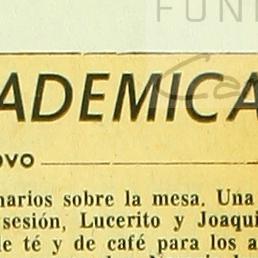 FUN
ADEMICA
ovo
narios sobre la mesa. Una
sesión, Lucerito y Joaqui
de té y de café para los a